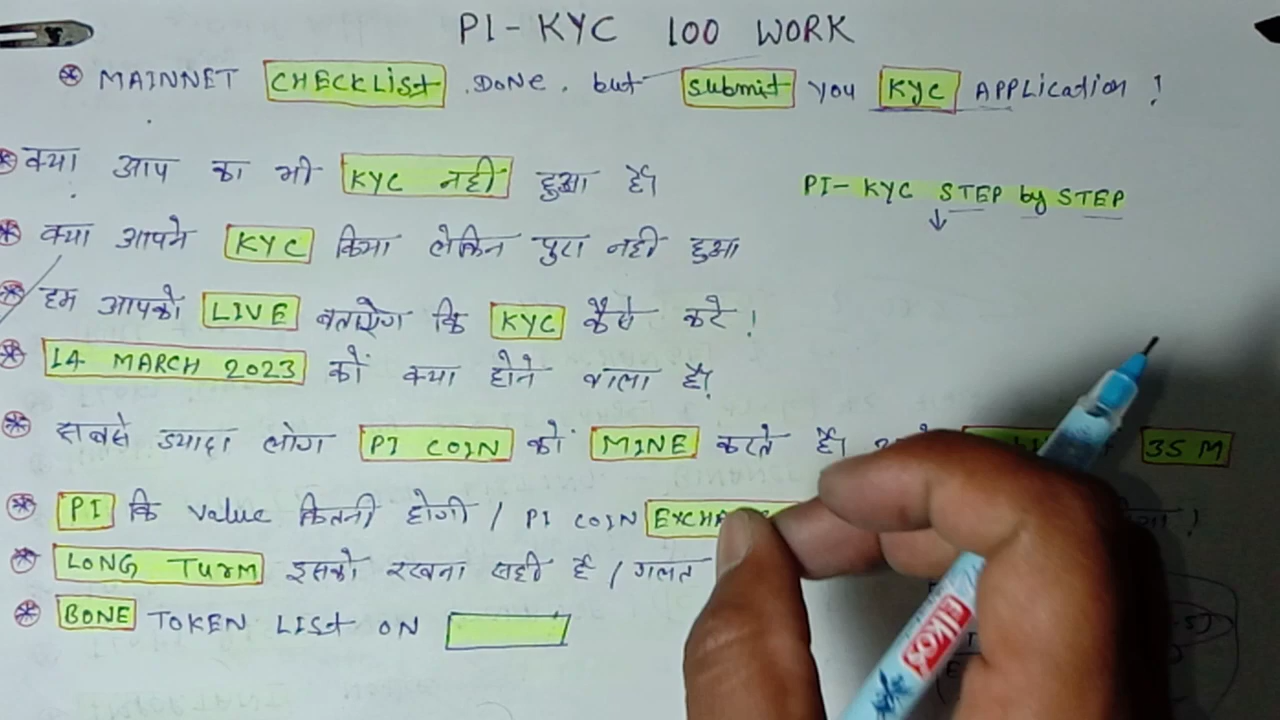 PI-KYC 100 WORK
MAINNET CHECKLISt DONe. but submit you KYC APPLication !
क्या आप का भी KYC नही हुआ है।
PI- KYC STEP by STEP
क्या आपने KYC किया लेकिन पुरा नही हुआ
हम आपको LIVE बताऐग कि KYC कैसे करे !
14 MARCH 2023 को क्या होने वाला है।
सबसे ज्यादा लोग PI COIN को MINE करते है। 35 M
PI कि value कितनी होगी / PI COIN
LONG TURM इसको रखना सही है / गलत
BONE TOKEN LISt ON
Elkos